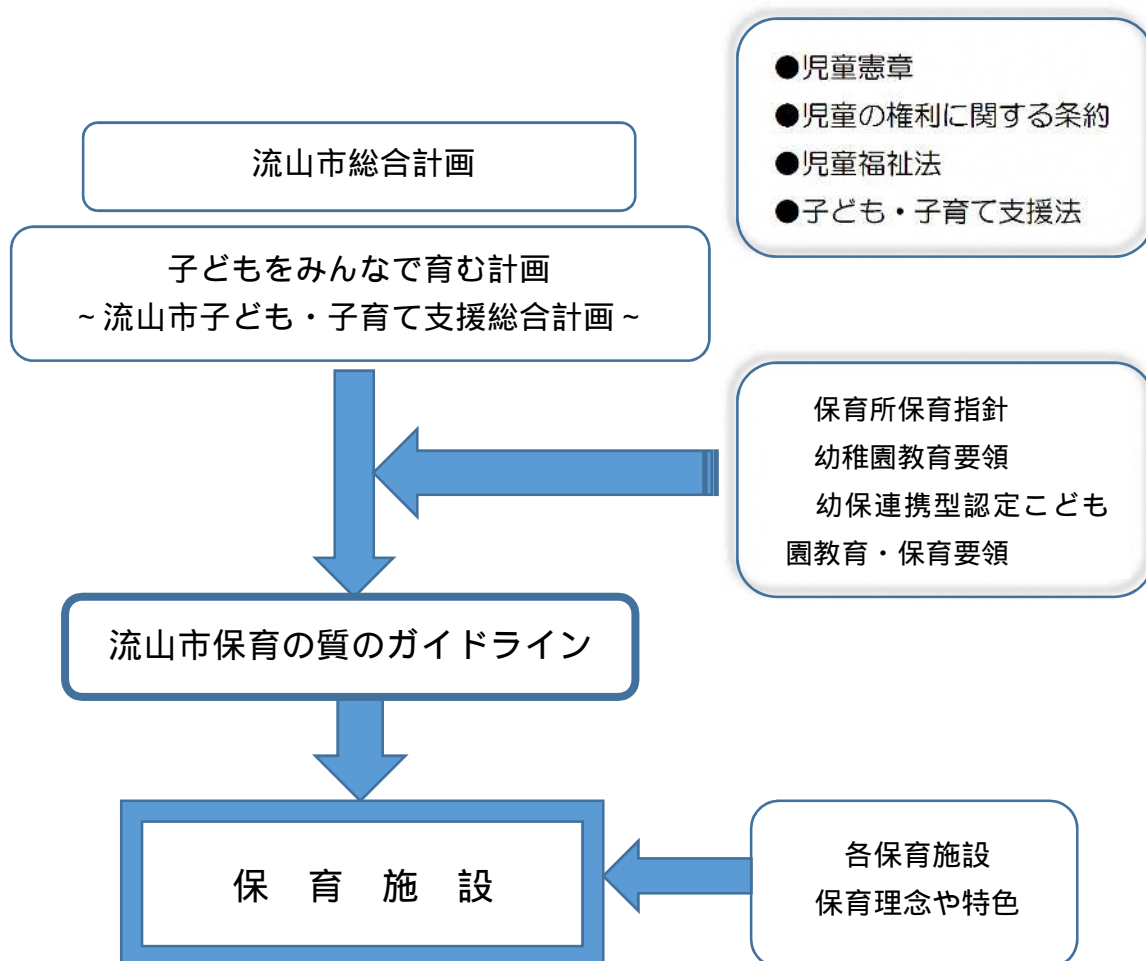 ●児童憲章
●児童の権利に関する条約
●児童福祉法
●子ども・子育て支援法
流山市総合計画
子どもをみんなで育む計画
~流山市子ども・子育て支援総合計画~
保育所保育指針
幼稚園教育要領
幼保連携型認定こども
園教育・保育要領
流山市保育の質のガイドライン
保　育　施　設
各保育施設
保育理念や特色